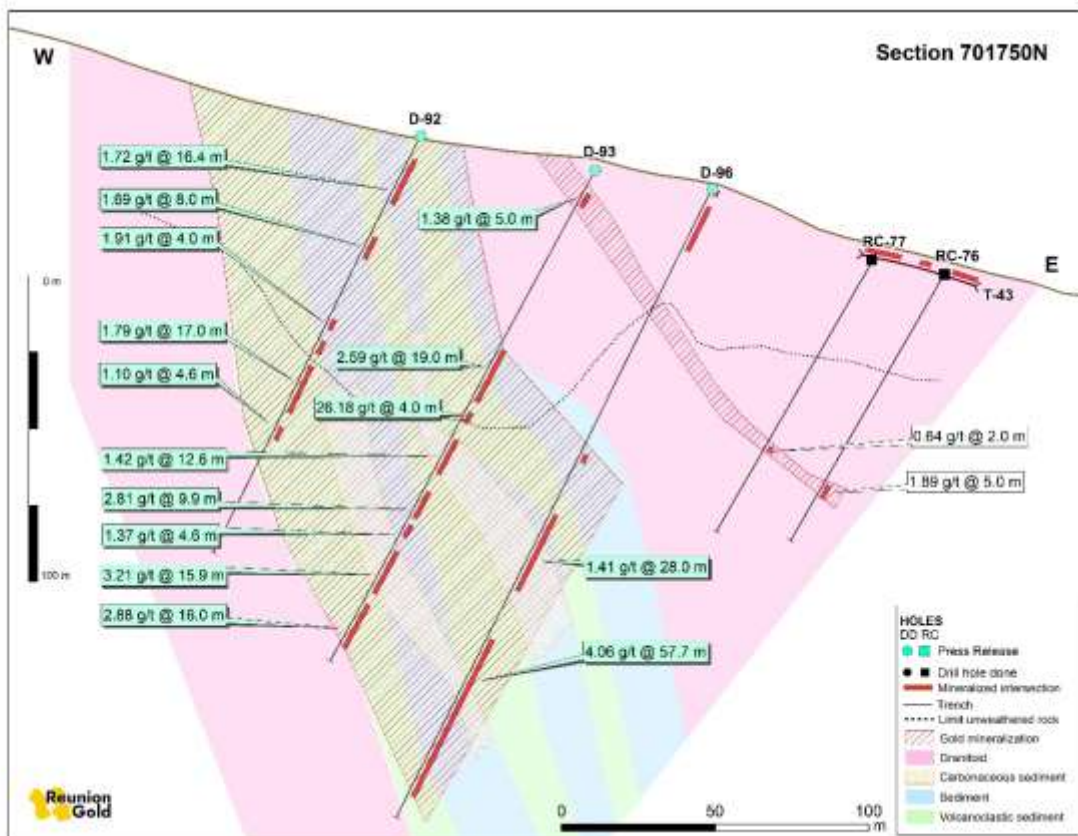 W
Section 701750N
D-92
D-93
D-96
RC-77
RC-76
E
T-43
1.72 g/t @ 16.4 m
1.69 g/t @ 8.0 m
1.91 g/t @ 4.0 m
1.38 g/t @ 5.0 m
0 m
1.79 g/t @ 17.0 m
2.59 g/t @ 19.0 m
1.10 g/t @ 4.6 m
26.18 g/t @ 4.0 m
0.64 g/t @ 2.0 m
1.42 g/t @ 12.6 m
1.89 g/t @ 5.0 m
2.81 g/t @ 9.9 m
1.37 g/t @ 4.6 m
3.21 g/t @ 15.9 m
1.41 g/t @ 28.0 m
100 m
2.88 g/t @ 16.0 m
4.06 g/t @ 57.7 m
HOLES
DD RC
Press Release
Drill hole done
Mineralized intersection
Trench
Limit unweathered rock
Gold mineralization
Granitoid
Carbonaceous sediment
Sediment
Volcanoclastic sediment
Reunion
Gold
0 50 100
m